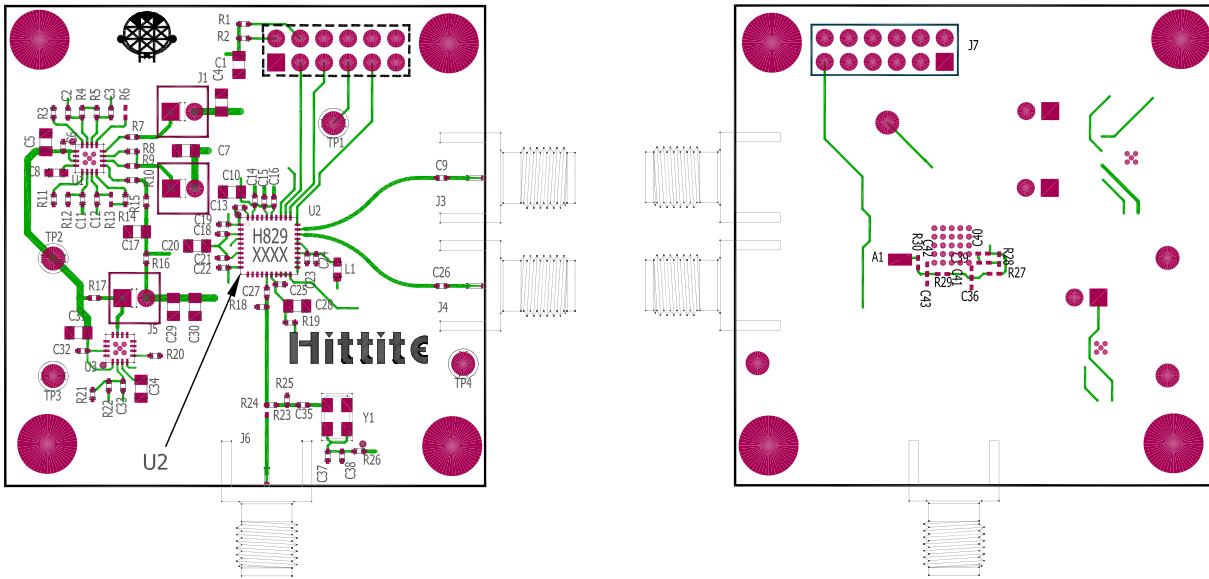 R1
R2
C1
C4
J1
R3
C2
R4
R5
C3
R6
R7
C5
C6
R8
R9
R10
C7
C8
U1
TP1
R11
R12
C11
C12
R13
R14
R15
C10
C14
C15
C16
C13
U2
C9
J3
C19
C18
C17
C20
H829
XXXX
TP2
R16
C21
C22
C23
L1
C26
J4
R17
C27
R18
C25
C28
R19
J5
C29
C30
Hittite
C32
U3
R20
TP3
R21
R22
C33
C34
TP4
R25
R24
R23
C35
Y1
J6
U2
C37
C38
R26
J7
A1
R30
C42
C40
R28
R27
R29
C41
C36
C43